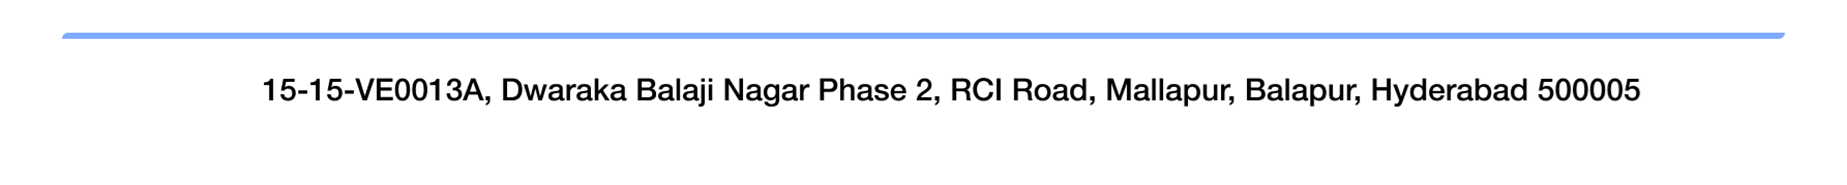 15-15-VE0013A, Dwaraka Balaji Nagar Phase 2, RCI Road, Mallapur, Balapur, Hyderabad 500005